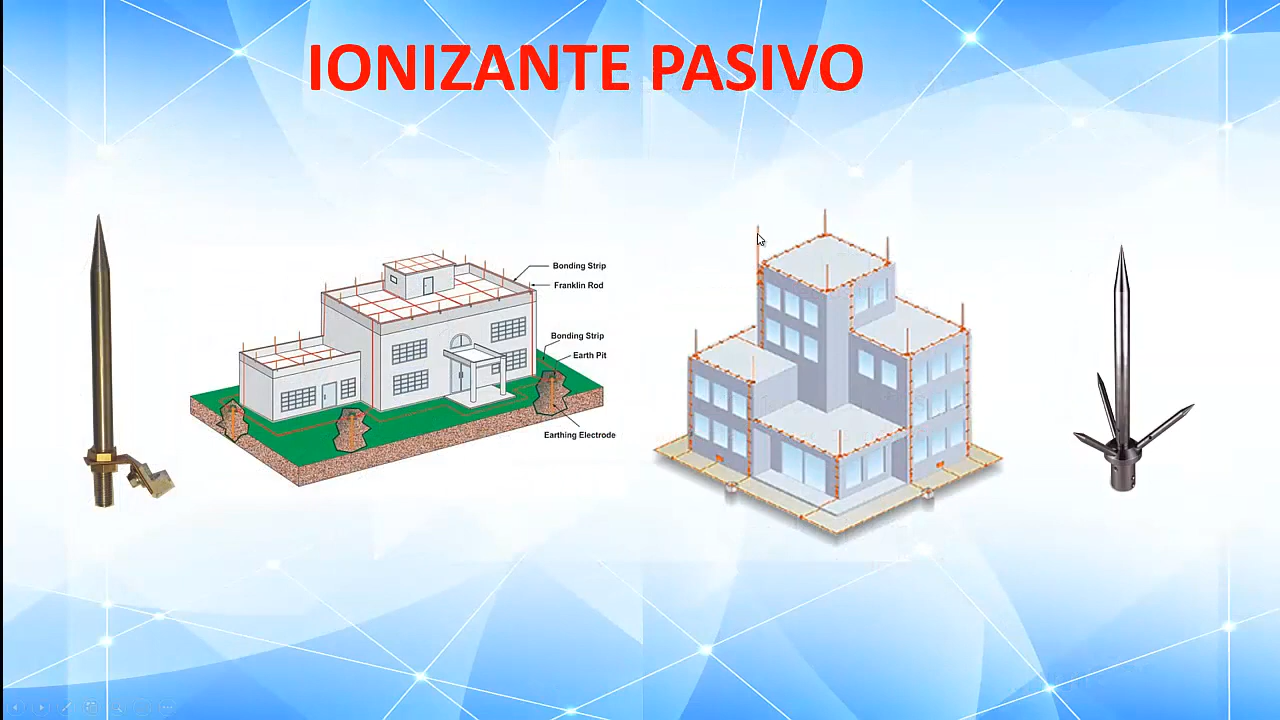 IONIZANTE PASIVO
Bonding Strip
Franklin Rod
Bonding Strip
Earth Pit
Earthing Electrode